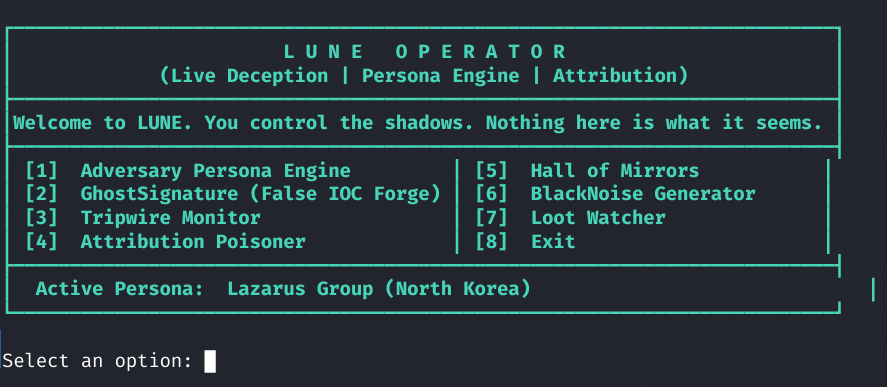 L U N E   O P E R A T O R
(Live Deception | Persona Engine | Attribution)
Welcome to LUNE. You control the shadows. Nothing here is what it seems.
[1]  Adversary Persona Engine         | [5]  Hall of Mirrors          |
[2]  GhostSignature (False IOC Forge) | [6]  BlackNoise Generator     |
[3]  Tripwire Monitor                 | [7]  Loot Watcher             |
[4]  Attribution Poisoner             | [8]  Exit                     |
Active Persona:  Lazarus Group (North Korea)                              |
Select an option: